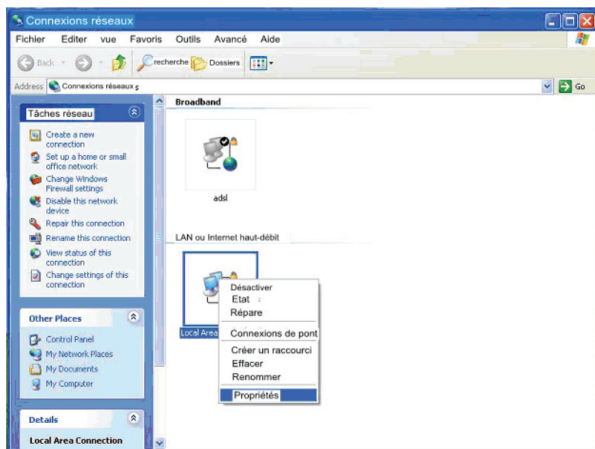 Connexions réseaux
Fichier Editer vue Favoris Outils Avancé Aide
Back recherche Dossiers
Address Connexions réseaux Go
Tâches réseau
Create a new
connection
Set up a home or small
office network
Change Windows
Firewall settings
Disable this network
device
Repair this connection
Rename this connection
View status of this
connection
Change settings of this
connection
Other Places
Control Panel
My Network Places
My Documents
My Computer
Details
Local Area Connection
Broadband
adsl
LAN ou Internet haut-débit
Local Area
Désactiver
Etat
Répare
Connexions de pont
Créer un raccourci
Effacer
Renommer
Propriétés